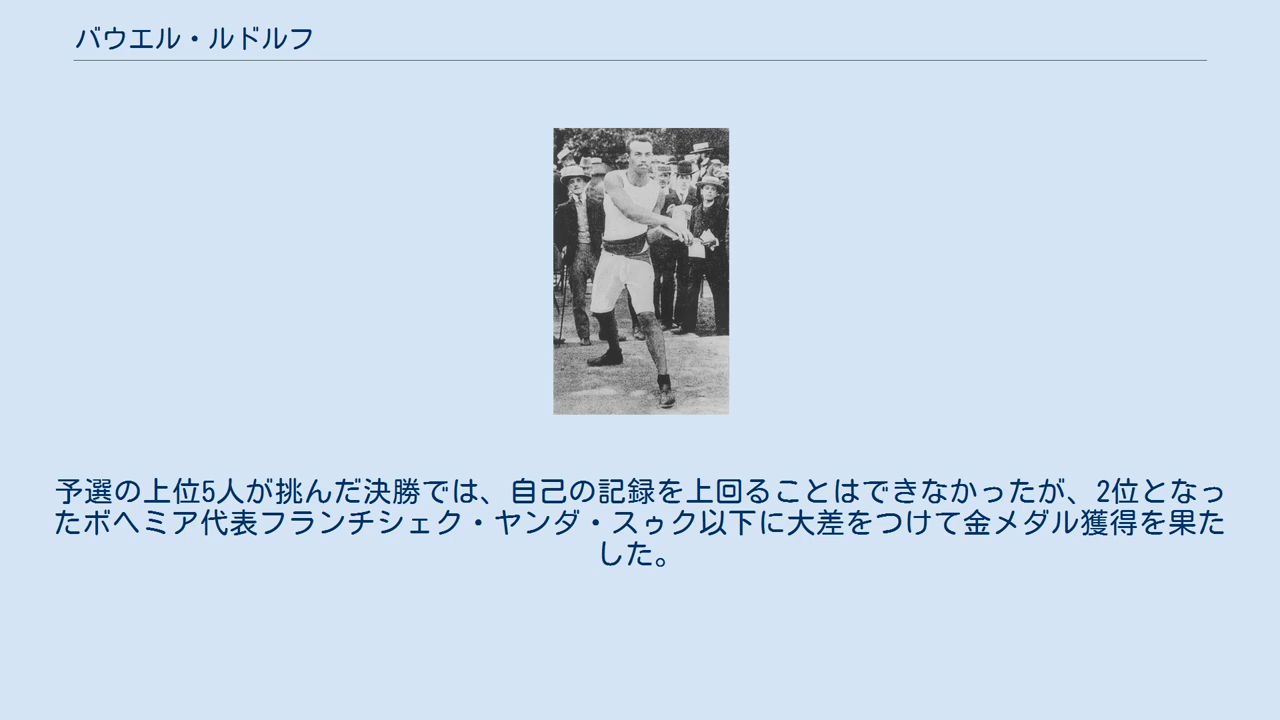 バウエル・ルドルフ
予選の上位5人が挑んだ決勝では、自己の記録を上回ることはできなかったが、2位となっ
たボヘミア代表フランチシェク・ヤンダ・スゥク以下に大差をつけて金メダル獲得を果た
した。